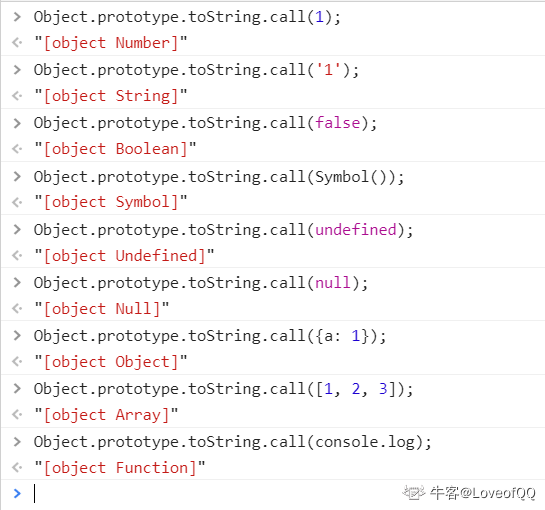 > Object.prototype.toString.call(1);
"[object Number]"
> Object.prototype.toString.call('1');
"[object String]"
> Object.prototype.toString.call(false);
"[object Boolean]"
> Object.prototype.toString.call(Symbol());
"[object Symbol]"
> Object.prototype.toString.call(undefined);
"[object Undefined]"
> Object.prototype.toString.call(null);
"[object Null]"
> Object.prototype.toString.call({a: 1});
"[object Object]"
> Object.prototype.toString.call([1, 2, 3]);
"[object Array]"
> Object.prototype.toString.call(console.log);
"[object Function]"
>
牛客@LoveofQQ